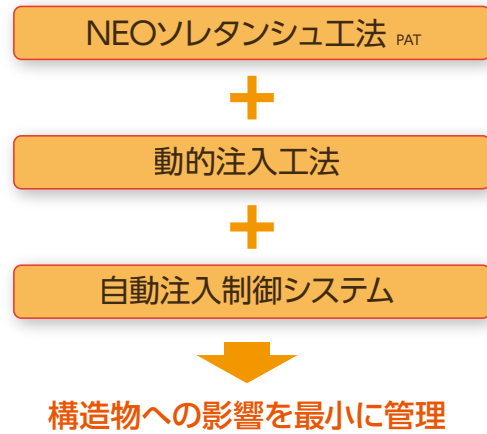 NEOソレタンシュ工法 PAT
+
動的注入工法
+
自動注入制御システム
構造物への影響を最小に管理